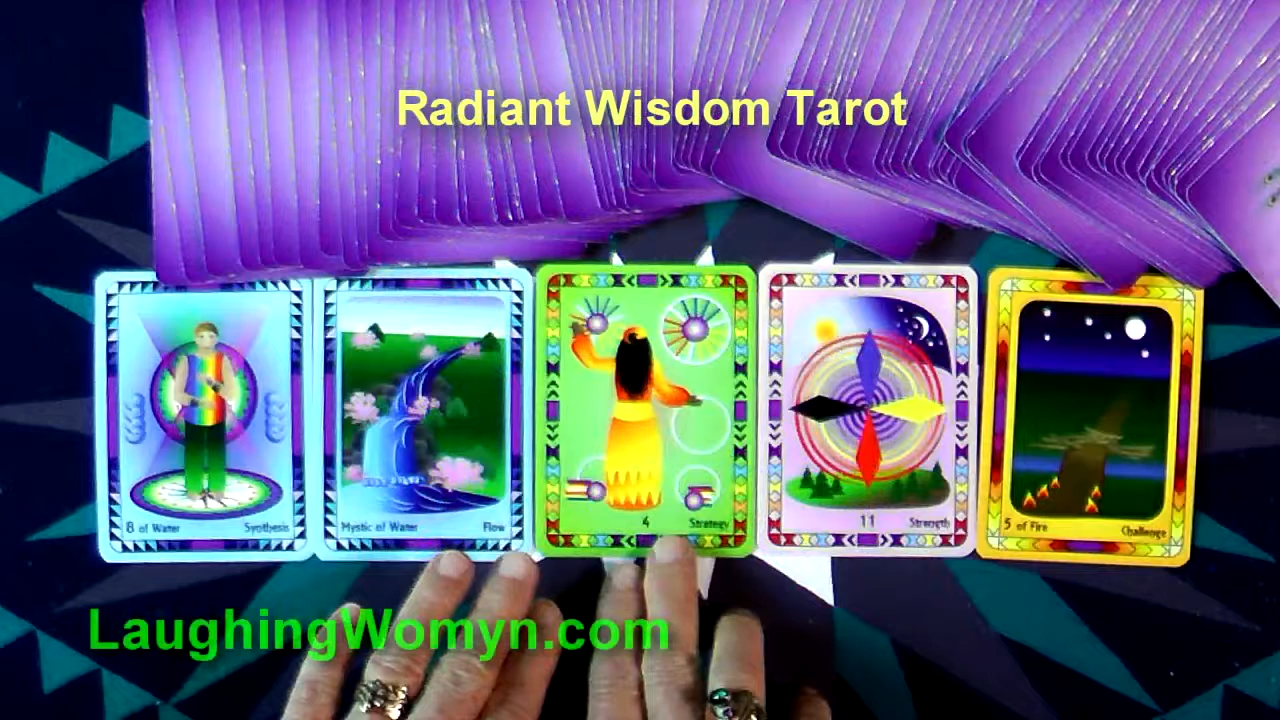 Radiant Wisdom Tarot
8 of Water Synthesis
Mystic of Water Flow
4 Strategy
11 Strength
5 of Fire Challenge
LaughingWomyn.com